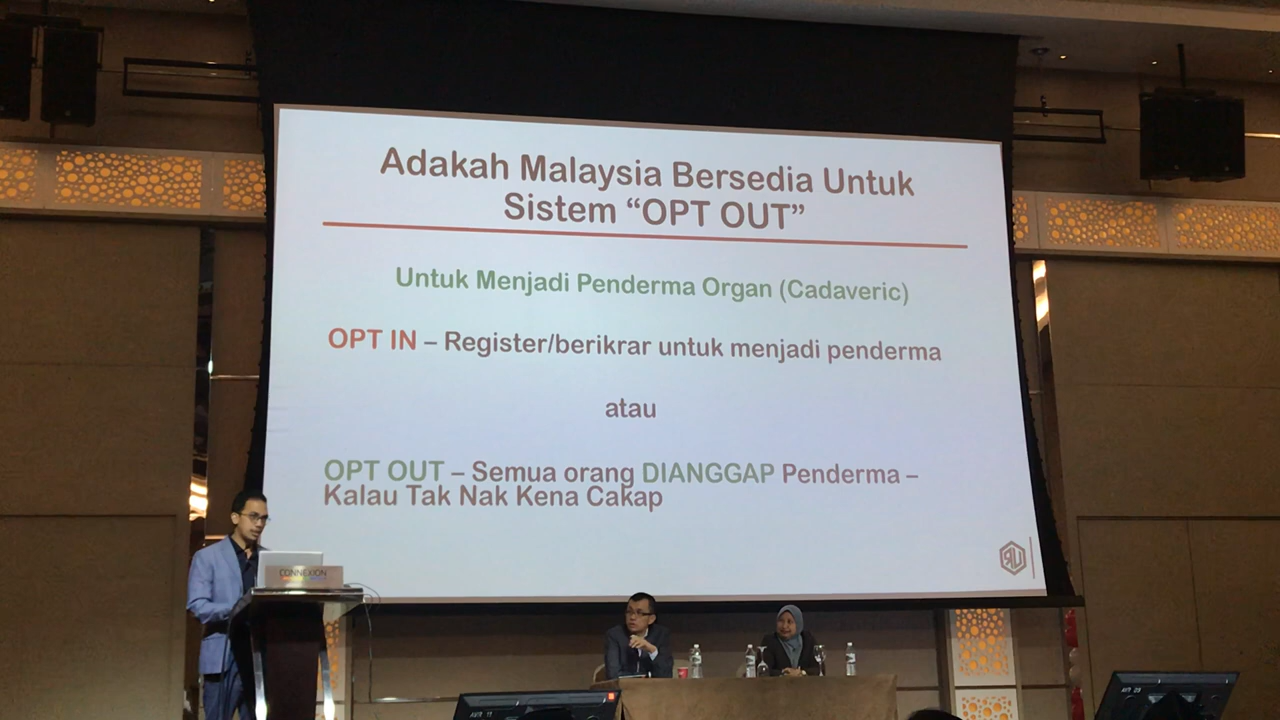 Adakah Malaysia Bersedia Untuk
Sistem “OPT OUT”
Untuk Menjadi Penderma Organ (Cadaveric)
OPT IN – Register/berikrar untuk menjadi penderma
atau
OPT OUT – Semua orang DIANGGAP Penderma –
Kalau Tak Nak Kena Cakap
CONNEXION